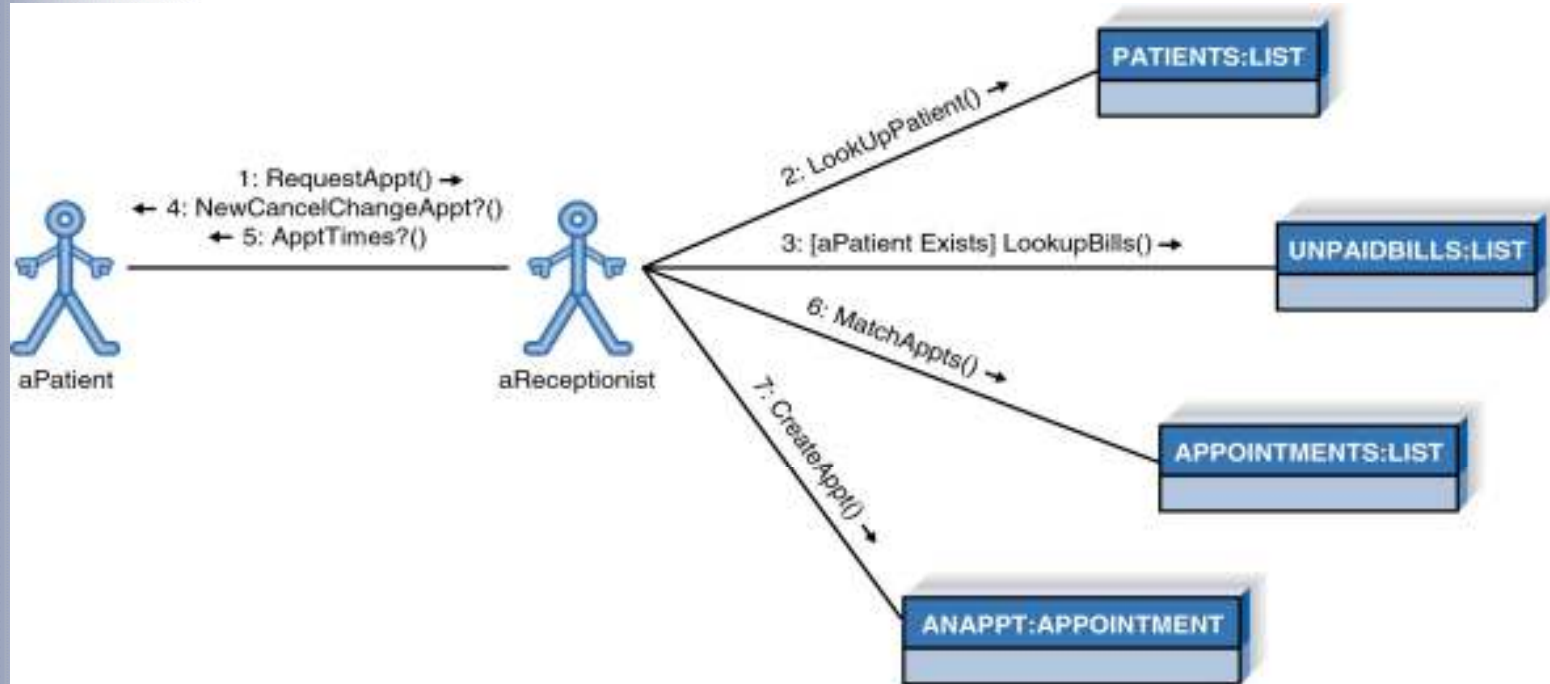 PATIENTS:LIST
2: LookUpPatient() →
1: RequestAppt() →
← 4: NewCancelChangeAppt?()
← 5: ApptTimes?()
3: [aPatient Exists] LookupBills() →
UNPAIDBILLS:LIST
6: MatchAppts() →
aPatient
aReceptionist
7: CreateAppt() →
APPOINTMENTS:LIST
ANAPPT:APPOINTMENT